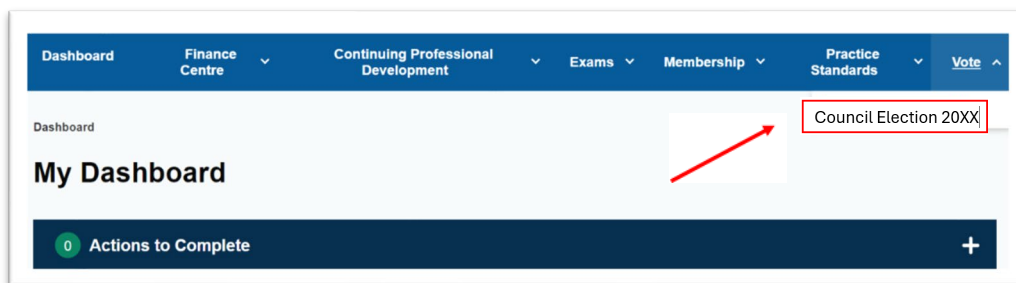 Dashboard
Finance Centre
Continuing Professional Development
Exams
Membership
Practice Standards
Vote
Council Election 20XX
Dashboard
My Dashboard
0 Actions to Complete +